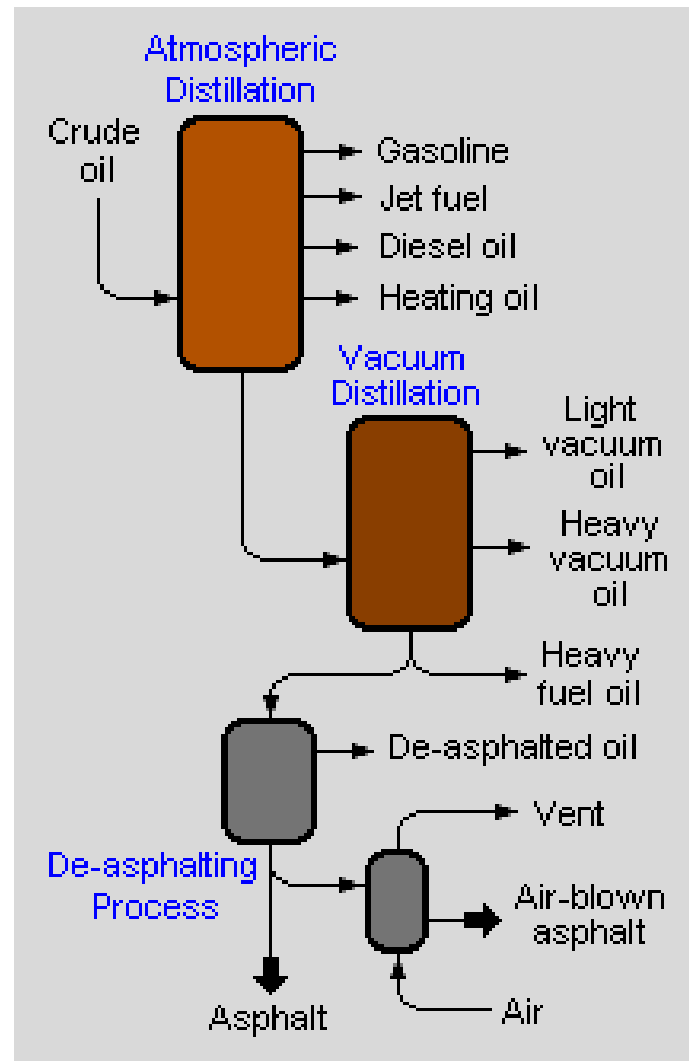 Atmospheric
Distillation
Crude
oil
Gasoline
Jet fuel
Diesel oil
Heating oil
Vacuum
Distillation
Light
vacuum
oil
Heavy
vacuum
oil
Heavy
fuel oil
De-asphalted oil
Vent
De-asphalting
Process
Air-blown
asphalt
Asphalt
Air